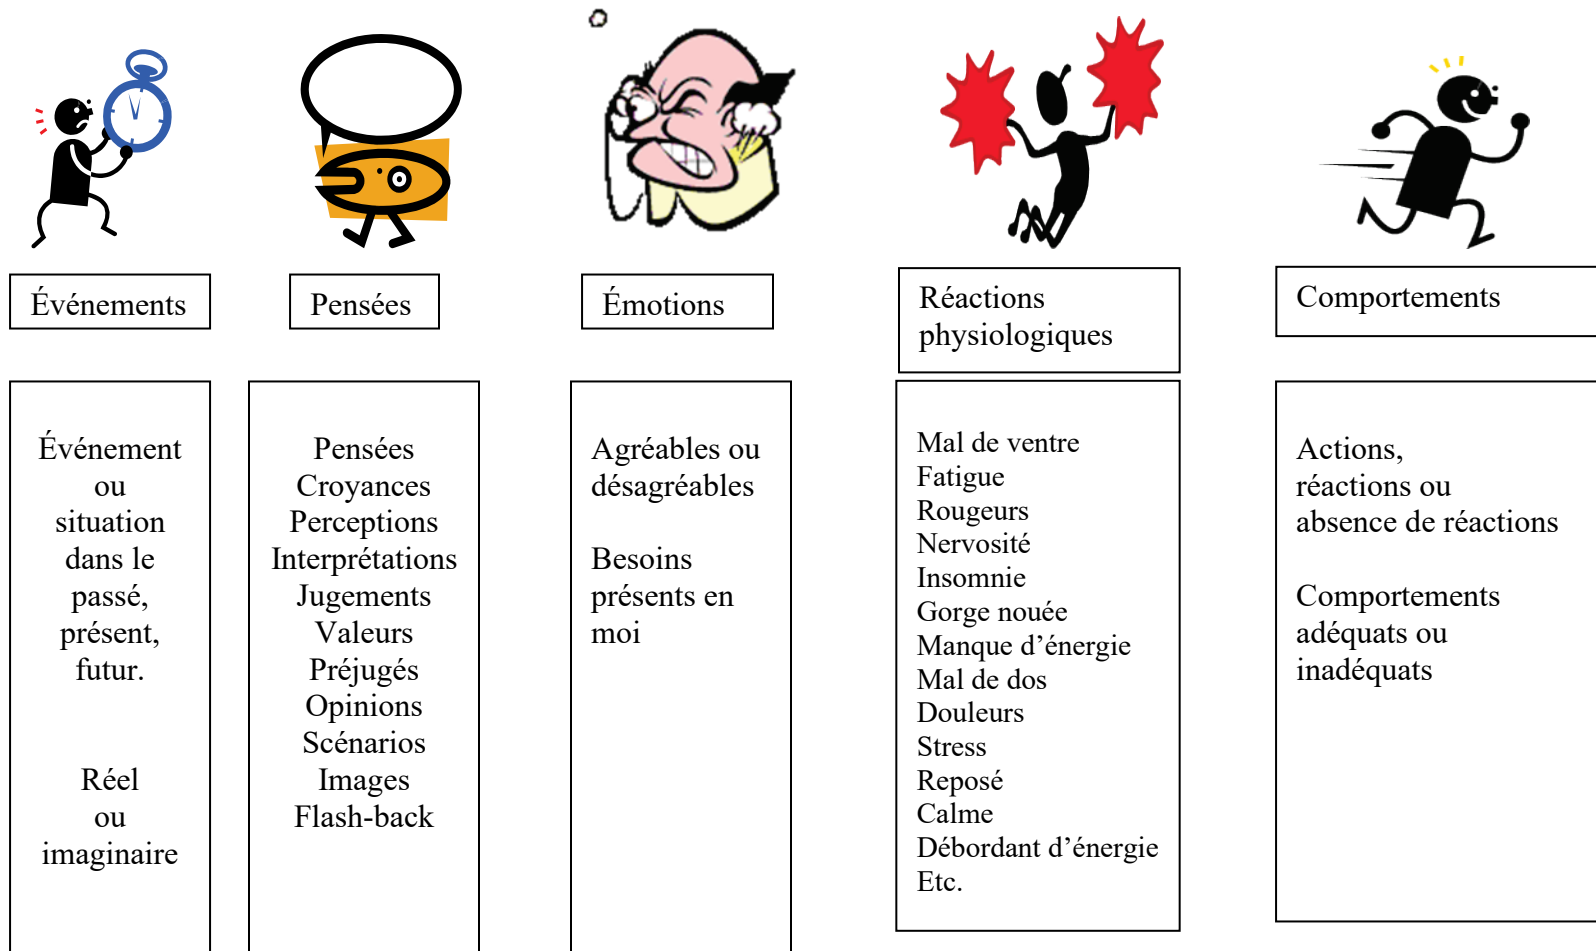 Événements
Pensées
Émotions
Réactions
physiologiques
Comportements
Événement
ou
situation
dans le
passé,
présent,
futur.
Réel
ou
imaginaire
Pensées
Croyances
Perceptions
Interprétations
Jugements
Valeurs
Préjugés
Opinions
Scénarios
Images
Flash-back
Agréables ou
désagréables
Besoins
présents en
moi
Mal de ventre
Fatigue
Rougeurs
Nervosité
Insomnie
Gorge nouée
Manque d’énergie
Mal de dos
Douleurs
Stress
Reposé
Calme
Débordant d’énergie
Etc.
Actions,
réactions ou
absence de réactions
Comportements
adéquats ou
inadéquats